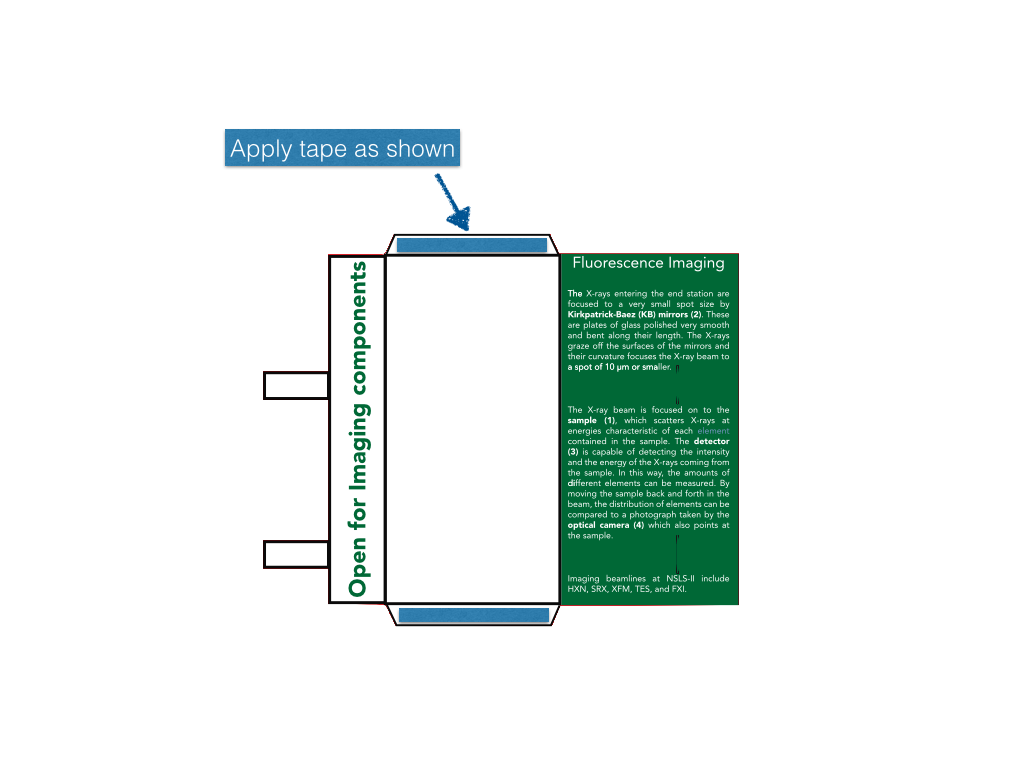 Apply tape as shown
Open for Imaging components
Fluorescence Imaging
The X-rays entering the end station are
focused to a very small spot size by
Kirkpatrick-Baez (KB) mirrors (2). These
are plates of glass polished very smooth
and bent along their length. The X-rays
graze off the surfaces of the mirrors and
their curvature focuses the X-ray beam to
a spot of 10 µm or smaller.
The X-ray beam is focused on to the
sample (1), which scatters X-rays at
energies characteristic of each element
contained in the sample. The detector
(3) is capable of detecting the intensity
and the energy of the X-rays coming from
the sample. In this way, the amounts of
different elements can be measured. By
moving the sample back and forth in the
beam, the distribution of elements can be
compared to a photograph taken by the
optical camera (4) which also points at
the sample.
Imaging beamlines at NSLS-II include
HXN, SRX, XFM, TES, and FXI.